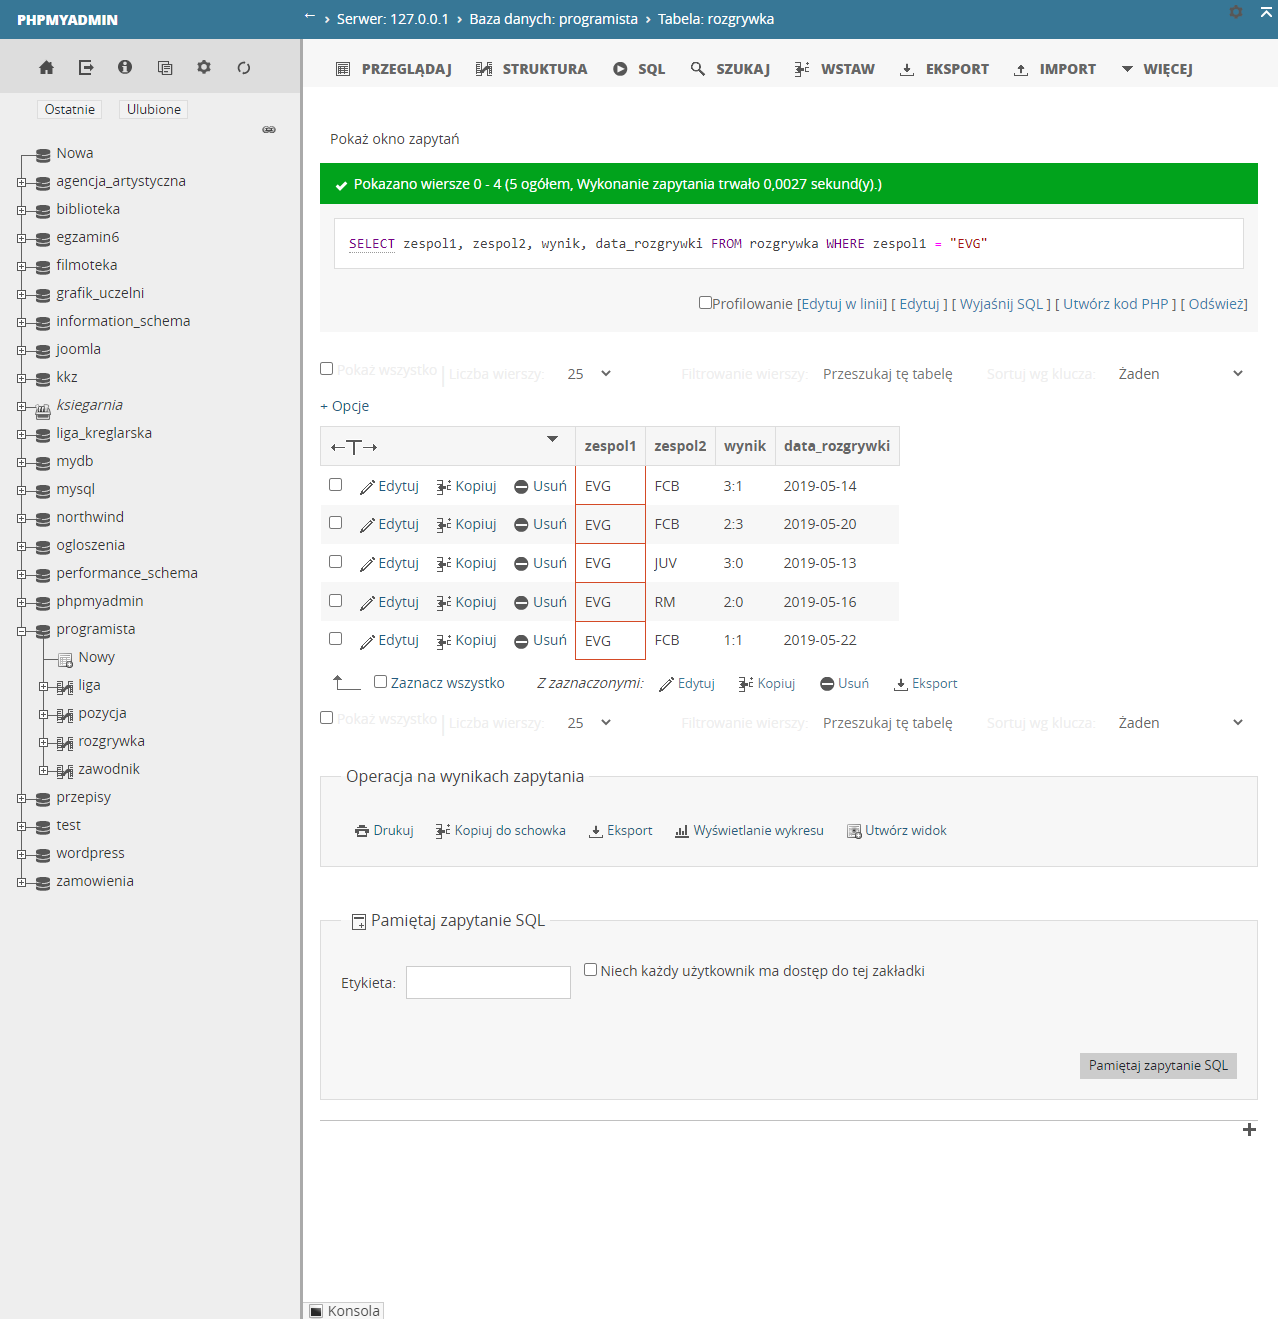 PHPMYADMIN
← › Serwer: 127.0.0.1 › Baza danych: programista › Tabela: rozgrywka
PRZEGLĄDAJ STRUKTURA SQL SZUKAJ WSTAW EKSPORT IMPORT WIĘCEJ
Ostatnie Ulubione
Nowa
agencja_artystyczna
biblioteka
egzamin6
filmoteka
grafik_uczelni
information_schema
joomla
kkz
ksiegarnia
liga_kreglarska
mydb
mysql
northwind
ogloszenia
performance_schema
phpmyadmin
programista
Nowy
liga
pozycja
rozgrywka
zawodnik
przepisy
test
wordpress
zamowienia
Pokaż okno zapytań
Pokazano wiersze 0 - 4 (5 ogółem, Wykonanie zapytania trwało 0,0027 sekund(y).)
SELECT zespol1, zespol2, wynik, data_rozgrywki FROM rozgrywka WHERE zespol1 = "EVG"
Profilowanie [Edytuj w linii] [ Edytuj ] [ Wyjaśnij SQL ] [ Utwórz kod PHP ] [ Odśwież]
Pokaż wszystko | Liczba wierszy: 25 Filtrowanie wierszy: Przeszukaj tę tabelę Sortuj wg klucza: Żaden
+ Opcje
←T→ zespol1 zespol2 wynik data_rozgrywki
Edytuj Kopiuj Usuń EVG FCB 3:1 2019-05-14
Edytuj Kopiuj Usuń EVG FCB 2:3 2019-05-20
Edytuj Kopiuj Usuń EVG JUV 3:0 2019-05-13
Edytuj Kopiuj Usuń EVG RM 2:0 2019-05-16
Edytuj Kopiuj Usuń EVG FCB 1:1 2019-05-22
Zaznacz wszystko Z zaznaczonymi: Edytuj Kopiuj Usuń Eksport
Pokaż wszystko | Liczba wierszy: 25 Filtrowanie wierszy: Przeszukaj tę tabelę Sortuj wg klucza: Żaden
Operacja na wynikach zapytania
Drukuj Kopiuj do schowka Eksport Wyświetlanie wykresu Utwórz widok
Pamiętaj zapytanie SQL
Etykieta: Niech każdy użytkownik ma dostęp do tej zakładki
Pamiętaj zapytanie SQL
Konsola